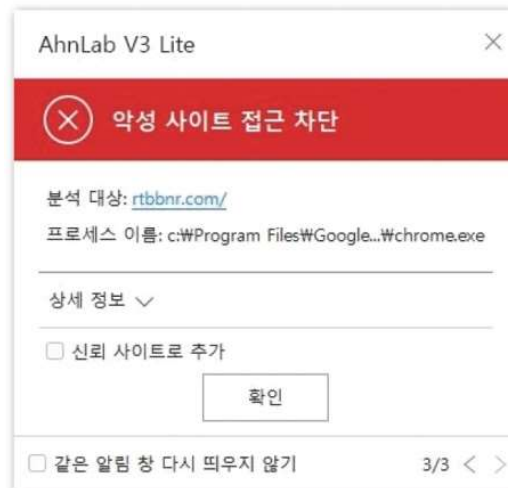 AhnLab V3 Lite
악성 사이트 접근 차단
분석 대상: rtbbnr.com/
프로세스 이름: c:₩Program Files₩Google...₩chrome.exe
상세 정보
신뢰 사이트로 추가
확인
같은 알림 창 다시 띄우지 않기 3/3 < >